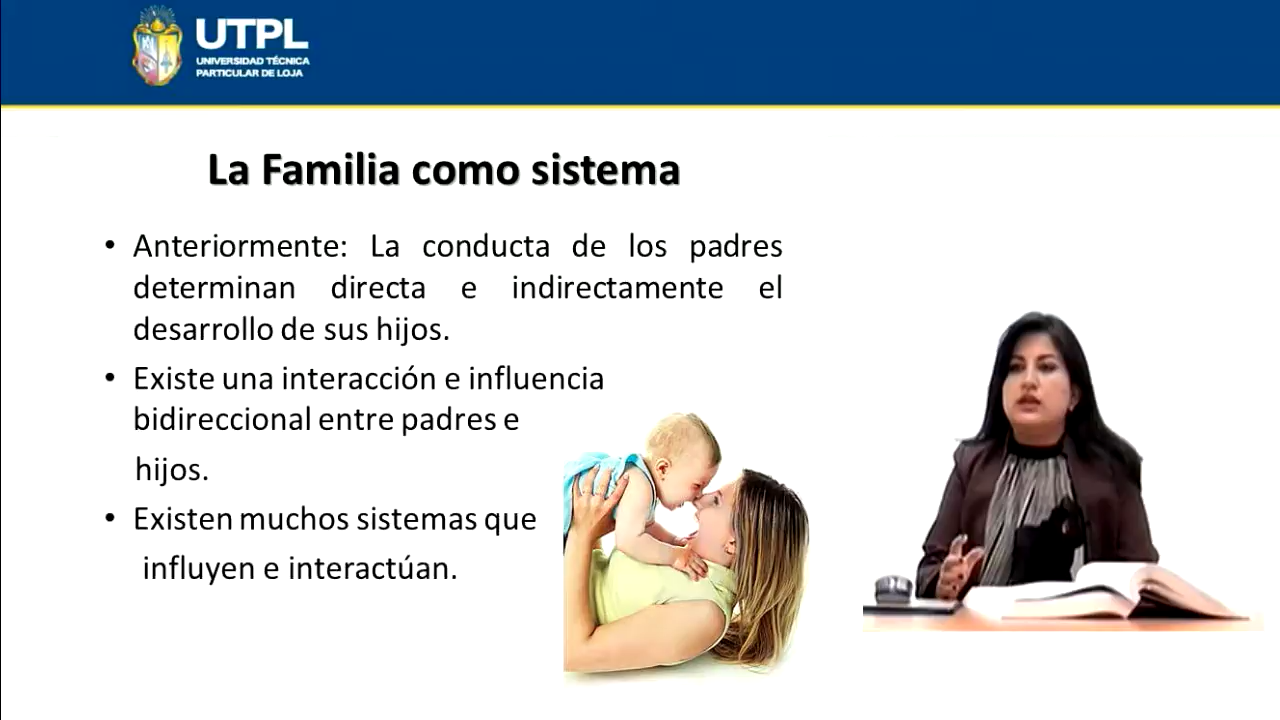 UTPL
UNIVERSIDAD TÉCNICA
PARTICULAR DE LOJA
La Familia como sistema
• Anteriormente: La conducta de los padres
determinan directa e indirectamente el
desarrollo de sus hijos.
• Existe una interacción e influencia
bidireccional entre padres e
hijos.
• Existen muchos sistemas que
influyen e interactúan.